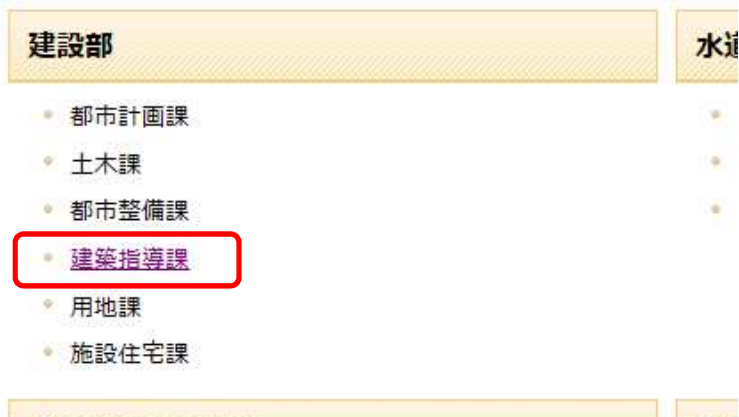 建設部
水道
都市計画課
土木課
都市整備課
建築指導課
用地課
施設住宅課